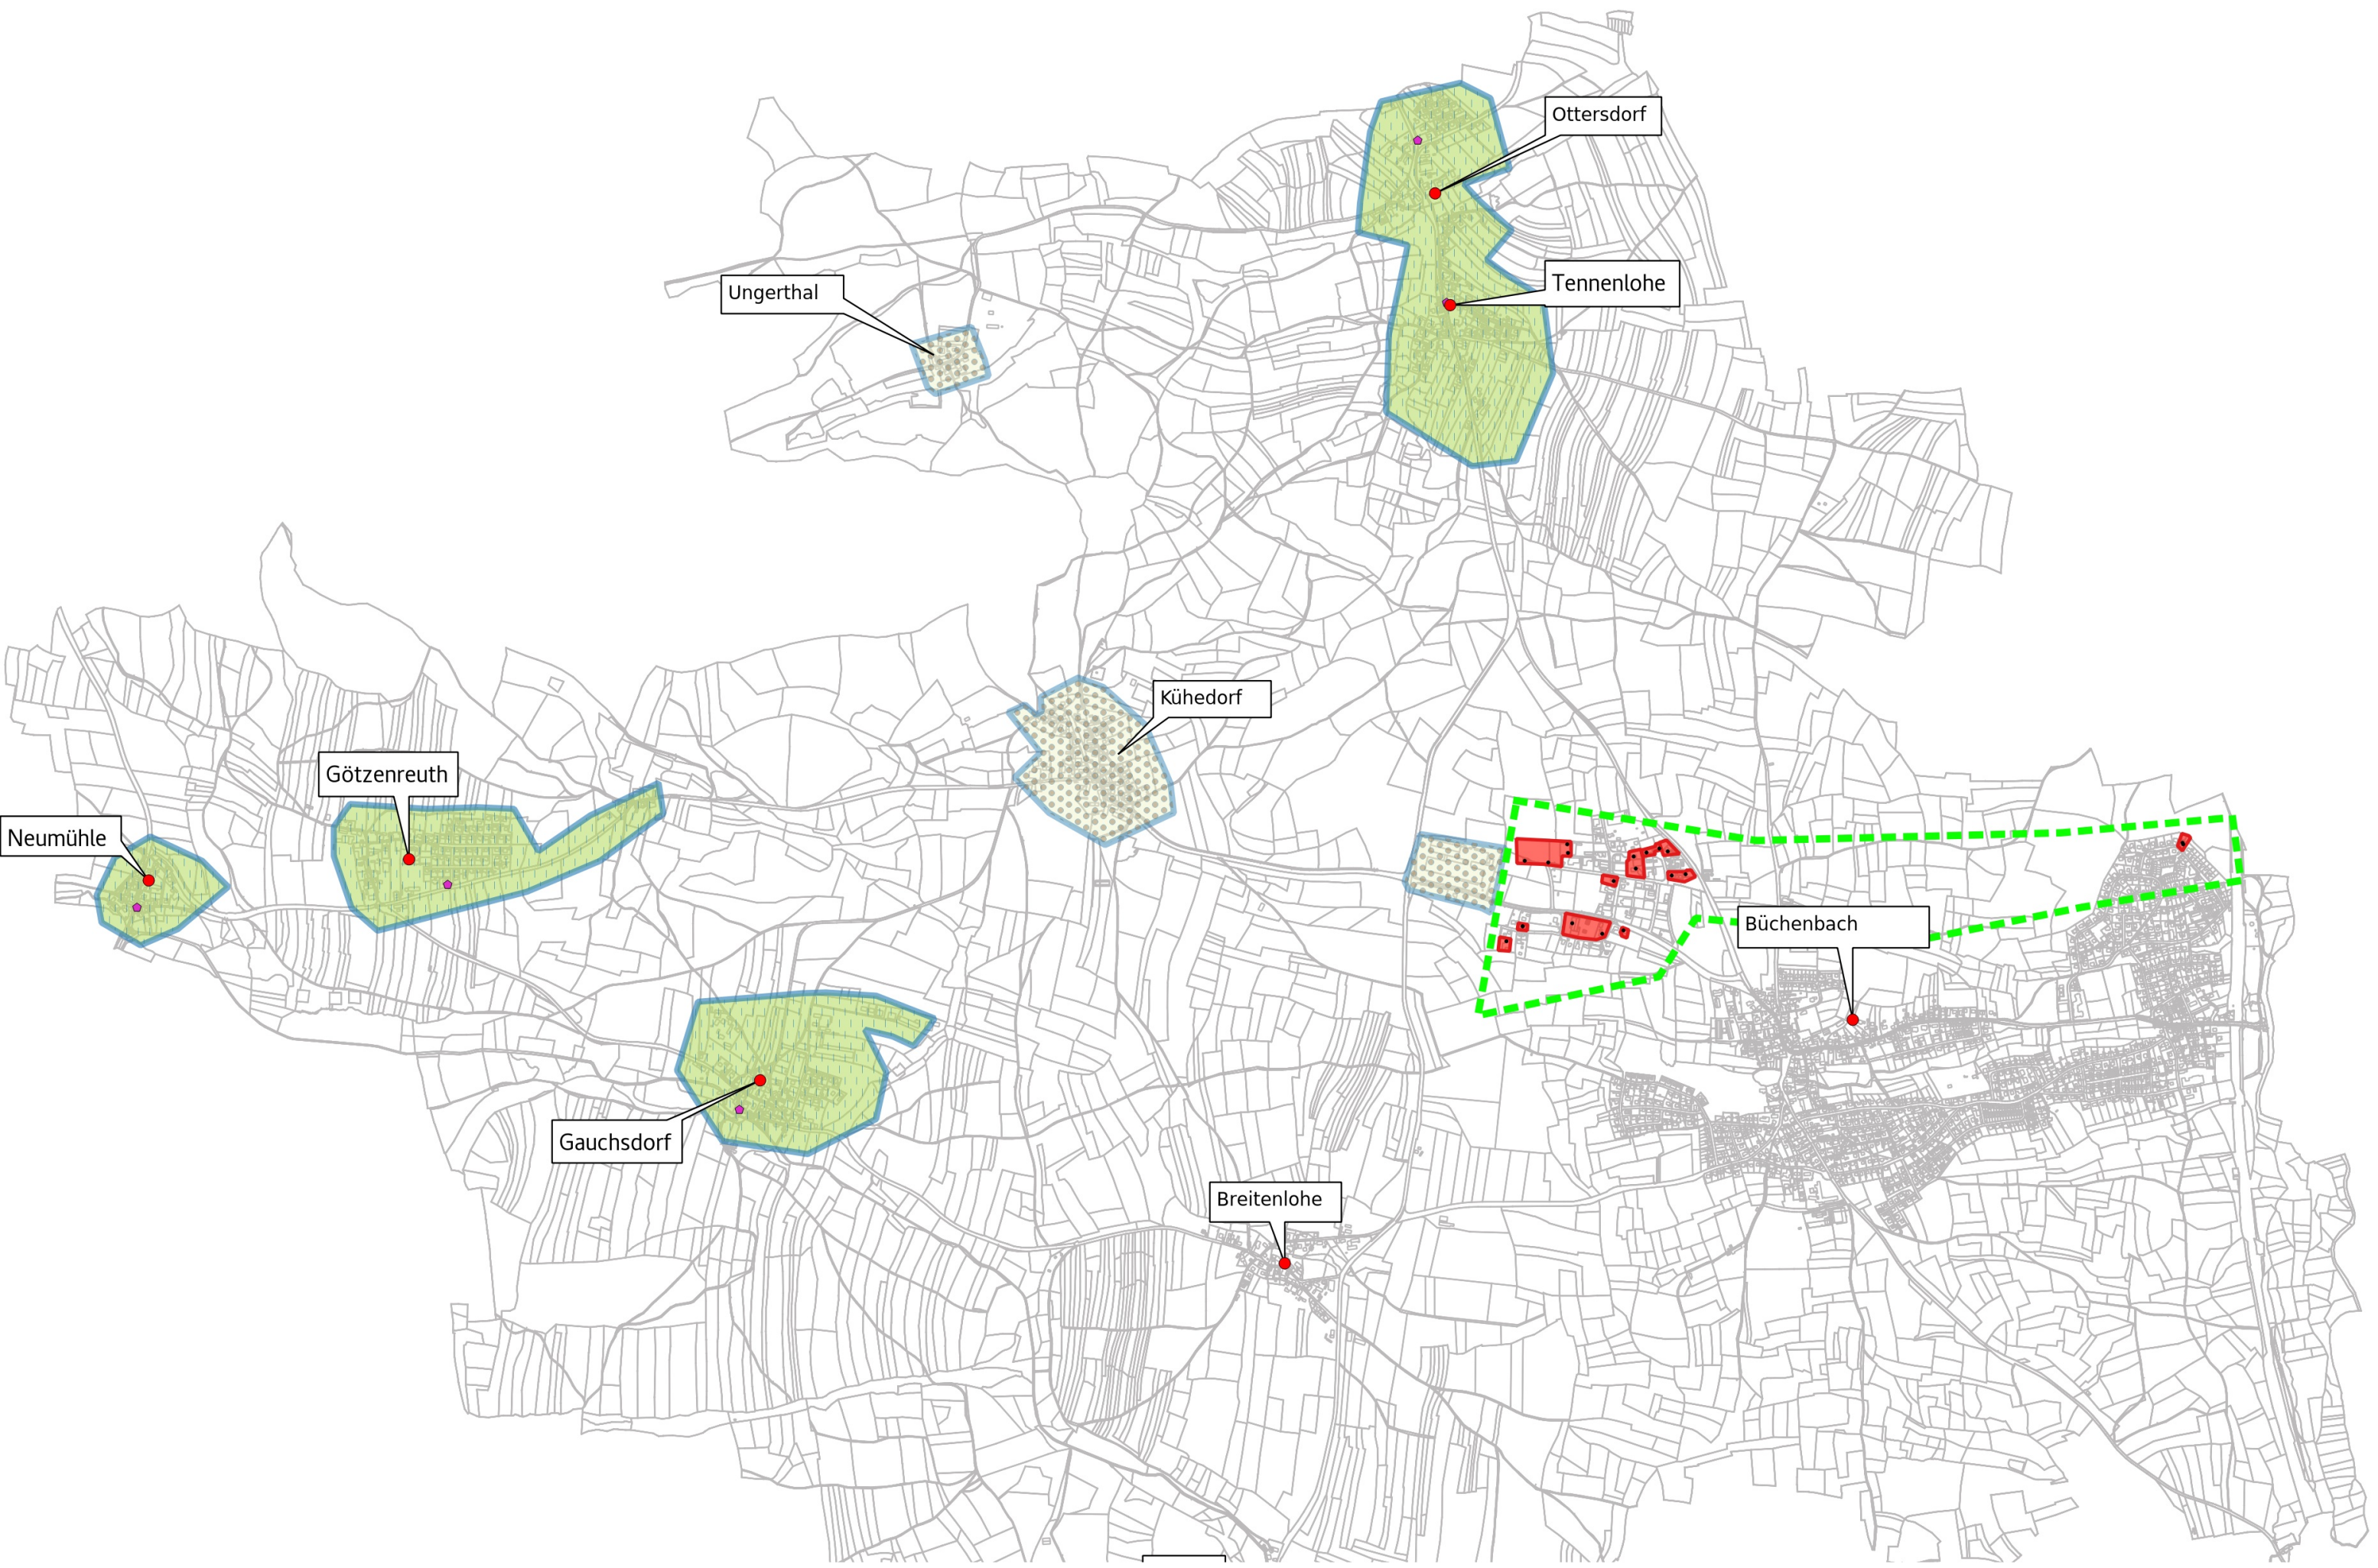 Ottersdorf
Tennenlohe
Ungerthal
Kühedorf
Götzenreuth
Neumühle
Büchenbach
Gauchsdorf
Breitenlohe